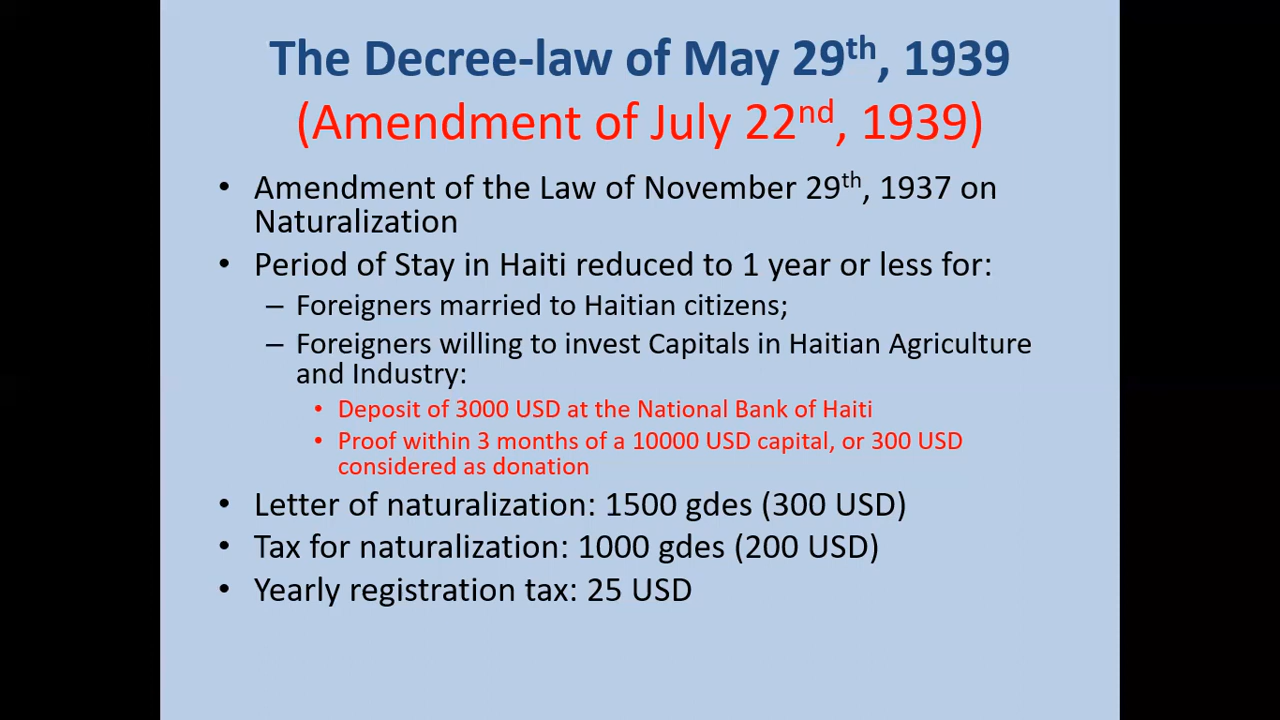 The Decree-law of May 29th, 1939
(Amendment of July 22nd, 1939)
• Amendment of the Law of November 29th, 1937 on
Naturalization
• Period of Stay in Haiti reduced to 1 year or less for:
– Foreigners married to Haitian citizens;
– Foreigners willing to invest Capitals in Haitian Agriculture
and Industry:
• Deposit of 3000 USD at the National Bank of Haiti
• Proof within 3 months of a 10000 USD capital, or 300 USD
considered as donation
• Letter of naturalization: 1500 gdes (300 USD)
• Tax for naturalization: 1000 gdes (200 USD)
• Yearly registration tax: 25 USD